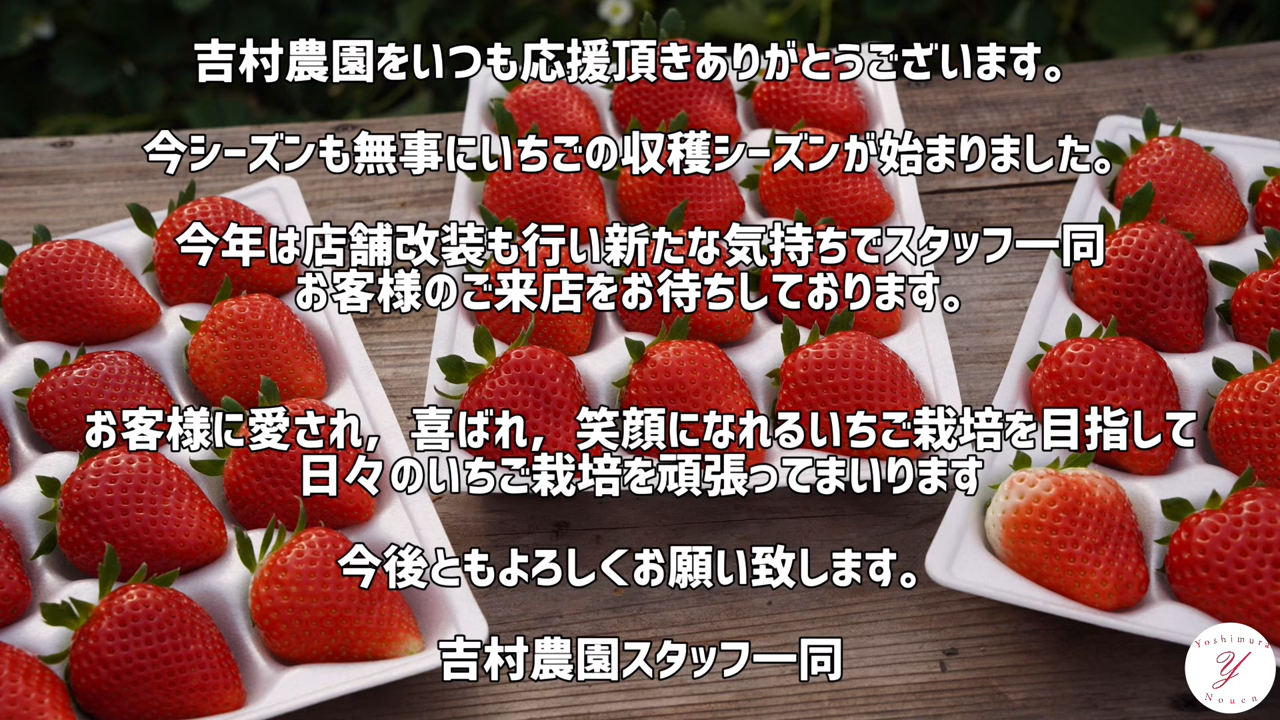 吉村農園をいつも応援頂きありがとうございます。
今シーズンも無事にいちごの収穫シーズンが始まりました。
今年は店舗改装も行い新たな気持ちでスタッフ一同
お客様のご来店をお待ちしております。
お客様に愛され, 喜ばれ, 笑顔になれるいちご栽培を目指して
日々のいちご栽培を頑張ってまいります
今後ともよろしくお願い致します。
吉村農園スタッフ一同
Yoshimura
Y
Nouen